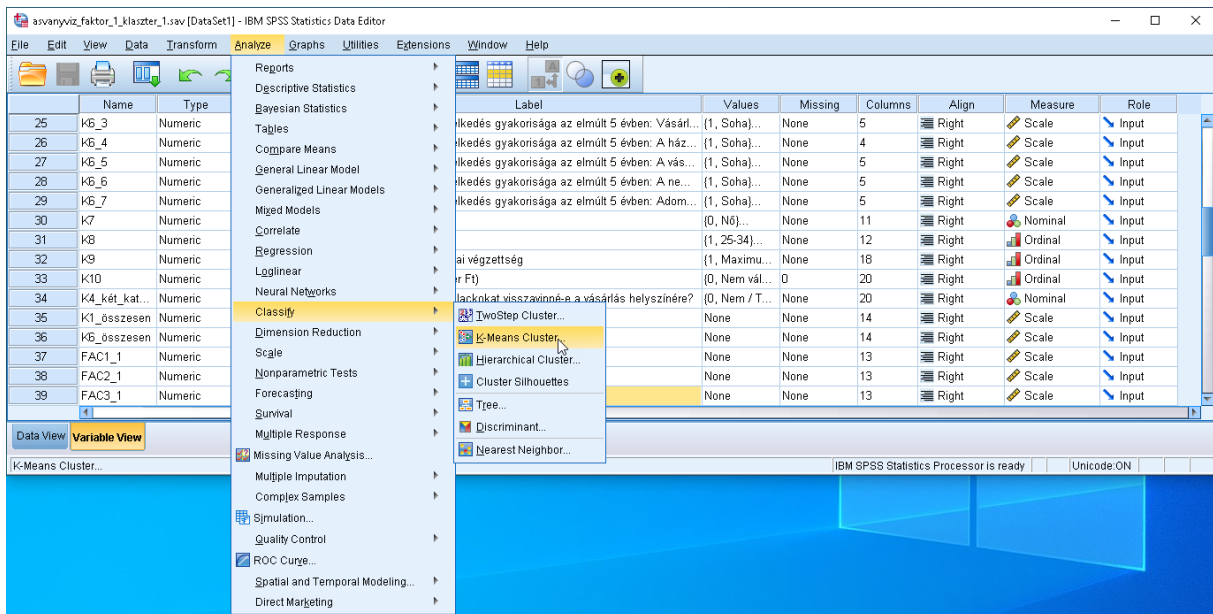 asvanyviz_faktor_1_klaszter_1.sav [DataSet1] - IBM SPSS Statistics Data Editor
File Edit View Data Transform Analyze Graphs Utilities Extensions Window Help
Name Type Label Values Missing Columns Align Measure Role
25 K6_3 Numeric lkedés gyakorisága az elmúlt 5 évben: Vásárl... {1, Soha}... None 5 Right Scale Input
26 K6_4 Numeric lkedés gyakorisága az elmúlt 5 évben: A ház... {1, Soha}... None 4 Right Scale Input
27 K6_5 Numeric lkedés gyakorisága az elmúlt 5 évben: A vás... {1, Soha}... None 5 Right Scale Input
28 K6_6 Numeric lkedés gyakorisága az elmúlt 5 évben: A ne... {1, Soha}... None 5 Right Scale Input
29 K6_7 Numeric lkedés gyakorisága az elmúlt 5 évben: Adom... {1, Soha}... None 5 Right Scale Input
30 K7 Numeric {0, Nő}... None 11 Right Nominal Input
31 K8 Numeric {1, 25-34}... None 12 Right Ordinal Input
32 K9 Numeric ai végzettség {1, Maximu... None 18 Right Ordinal Input
33 K10 Numeric r Ft) {0, Nem vál... 0 20 Right Ordinal Input
34 K4_két_kat... Numeric lackokat visszavinné-e a vásárlás helyszínére? {0, Nem / T... None 20 Right Nominal Input
35 K1_összesen Numeric None None 14 Right Scale Input
36 K6_összesen Numeric None None 14 Right Scale Input
37 FAC1_1 Numeric None None 13 Right Scale Input
38 FAC2_1 Numeric None None 13 Right Scale Input
39 FAC3_1 Numeric None None 13 Right Scale Input
Reports
Descriptive Statistics
Bayesian Statistics
Tables
Compare Means
General Linear Model
Generalized Linear Models
Mixed Models
Correlate
Regression
Loglinear
Neural Networks
Classify
Dimension Reduction
Scale
Nonparametric Tests
Forecasting
Survival
Multiple Response
Missing Value Analysis...
Multiple Imputation
Complex Samples
Simulation...
Quality Control
ROC Curve...
Spatial and Temporal Modeling...
Direct Marketing
TwoStep Cluster...
K-Means Cluster...
Hierarchical Cluster...
Cluster Silhouettes
Tree...
Discriminant...
Nearest Neighbor...
Data View Variable View
K-Means Cluster... IBM SPSS Statistics Processor is ready Unicode:ON